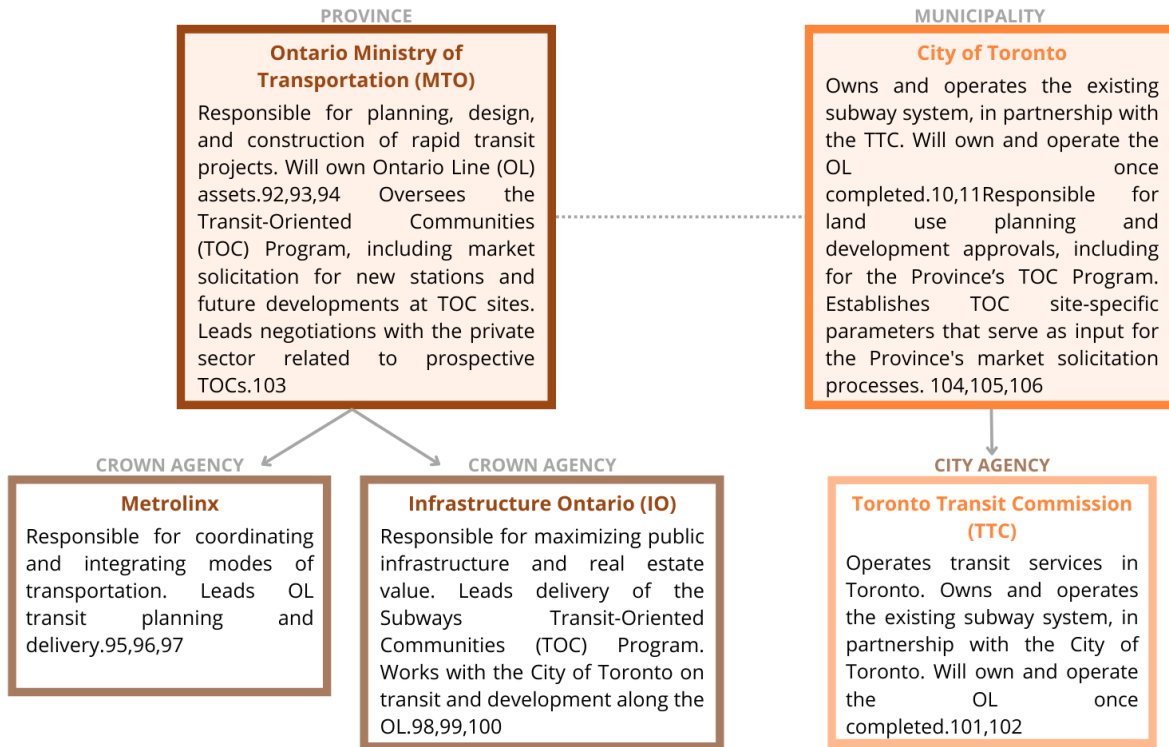 PROVINCE
Ontario Ministry of
Transportation (MTO)
Responsible for planning, design,
and construction of rapid transit
projects. Will own Ontario Line (OL)
assets.92,93,94 Oversees the
Transit-Oriented Communities
(TOC) Program, including market
solicitation for new stations and
future developments at TOC sites.
Leads negotiations with the private
sector related to prospective
TOCs.103
MUNICIPALITY
City of Toronto
Owns and operates the existing
subway system, in partnership with
the TTC. Will own and operate the
OL once
completed.10,11Responsible for
land use planning and
development approvals, including
for the Province’s TOC Program.
Establishes TOC site-specific
parameters that serve as input for
the Province's market solicitation
processes. 104,105,106
CROWN AGENCY
Metrolinx
Responsible for coordinating
and integrating modes of
transportation. Leads OL
transit planning and
delivery.95,96,97
CROWN AGENCY
Infrastructure Ontario (IO)
Responsible for maximizing public
infrastructure and real estate
value. Leads delivery of the
Subways Transit-Oriented
Communities (TOC) Program.
Works with the City of Toronto on
transit and development along the
OL.98,99,100
CITY AGENCY
Toronto Transit Commission
(TTC)
Operates transit services in
Toronto. Owns and operates
the existing subway system, in
partnership with the City of
Toronto. Will own and operate
the OL once
completed.101,102